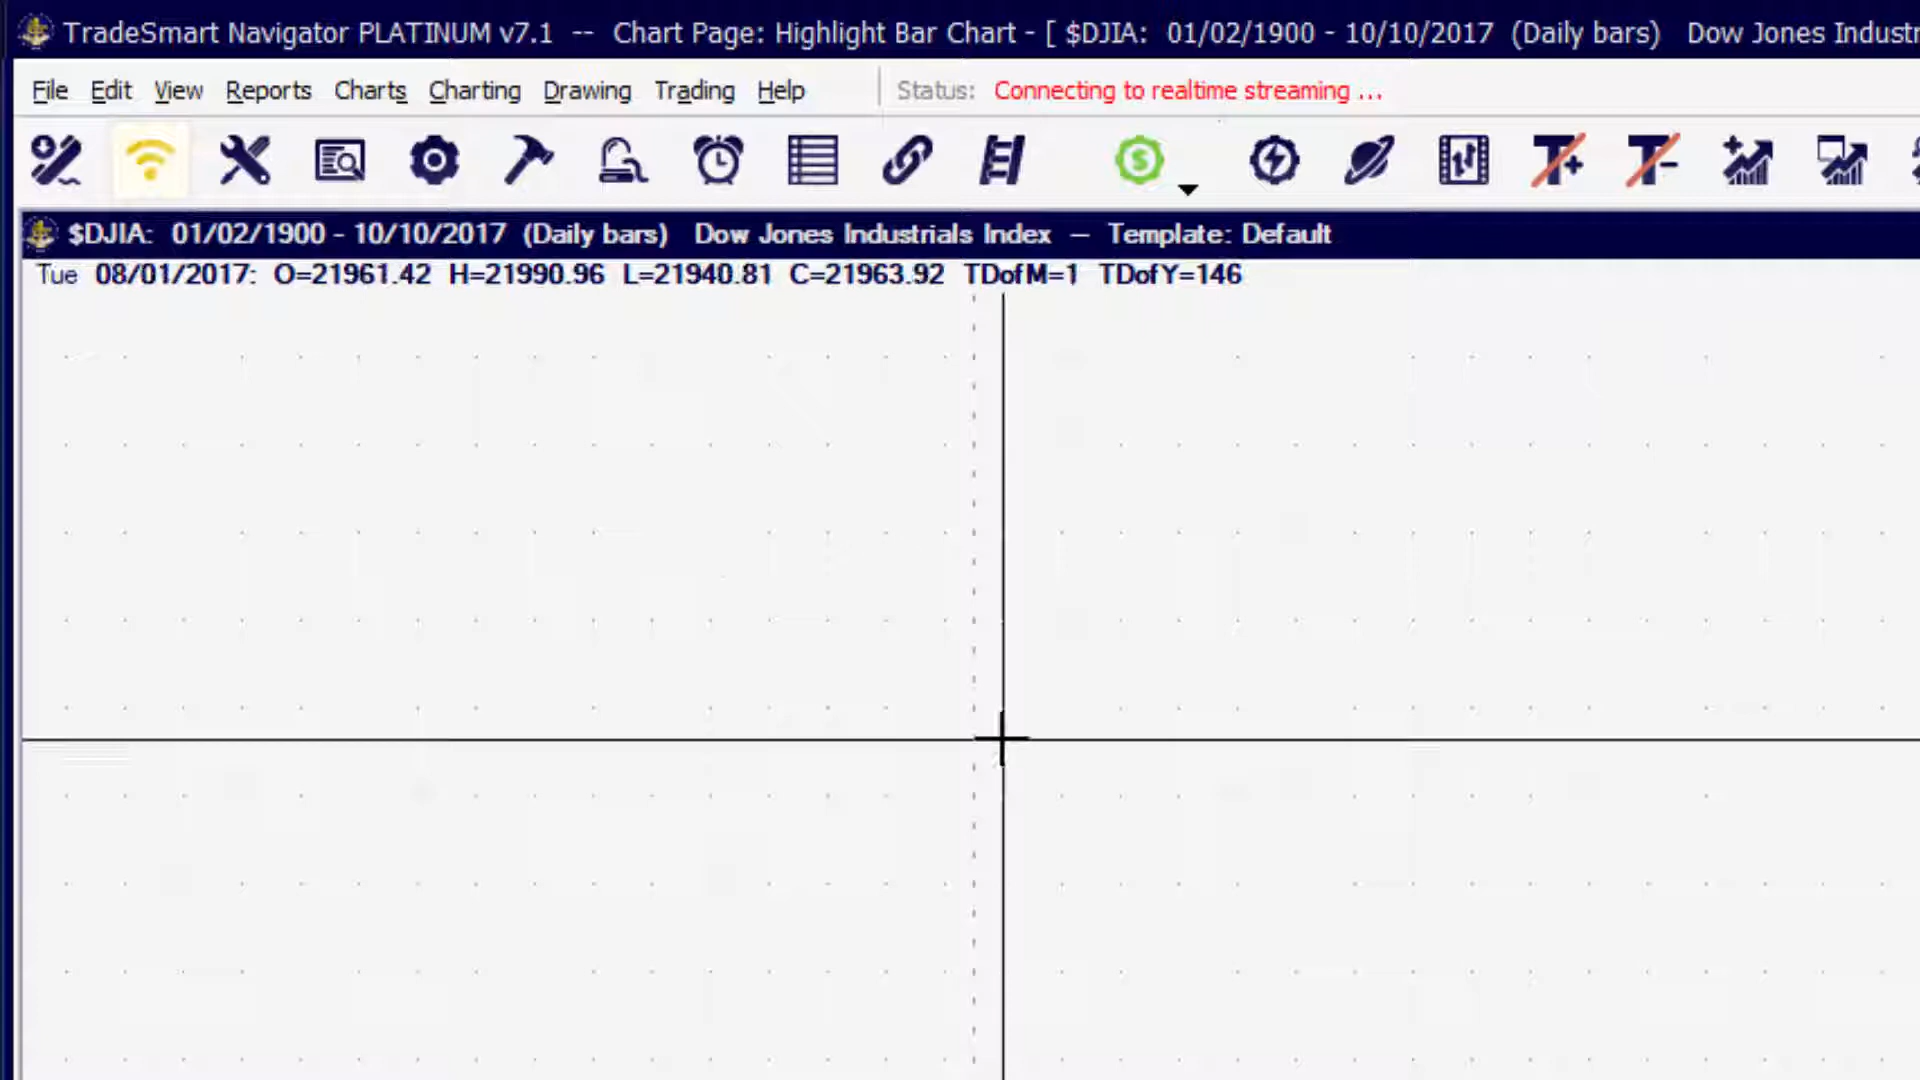 TradeSmart Navigator PLATINUM v7.1 -- Chart Page: Highlight Bar Chart - [ $DJIA: 01/02/1900 - 10/10/2017 (Daily bars) Dow Jones Industr
File Edit View Reports Charts Charting Drawing Trading Help Status: Connecting to realtime streaming ...
$DJIA: 01/02/1900 - 10/10/2017 (Daily bars) Dow Jones Industrials Index — Template: Default
Tue 08/01/2017: O=21961.42 H=21990.96 L=21940.81 C=21963.92 TDofM=1 TDofY=146